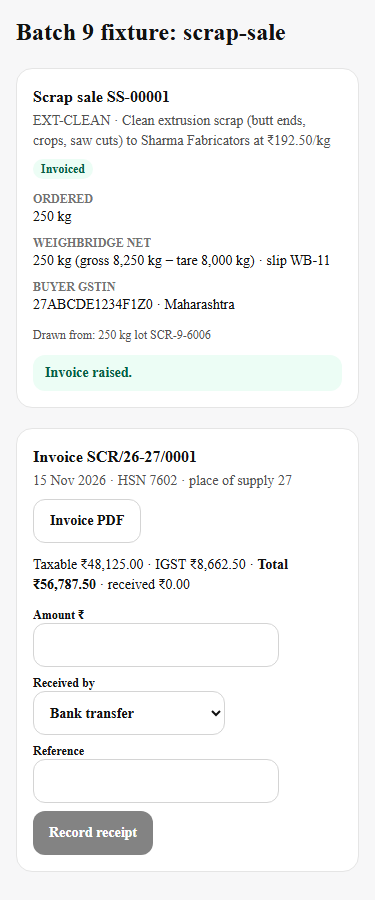 Batch 9 fixture: scrap-sale
Scrap sale SS-00001
EXT-CLEAN · Clean extrusion scrap (butt ends,
crops, saw cuts) to Sharma Fabricators at ₹192.50/kg
Invoiced
ORDERED
250 kg
WEIGHBRIDGE NET
250 kg (gross 8,250 kg − tare 8,000 kg) · slip WB-11
BUYER GSTIN
27ABCDE1234F1Z0 · Maharashtra
Drawn from: 250 kg lot SCR-9-6006
Invoice raised.
Invoice SCR/26-27/0001
15 Nov 2026 · HSN 7602 · place of supply 27
Invoice PDF
Taxable ₹48,125.00 · IGST ₹8,662.50 · Total
₹56,787.50 · received ₹0.00
Amount ₹
Received by
Bank transfer
Reference
Record receipt